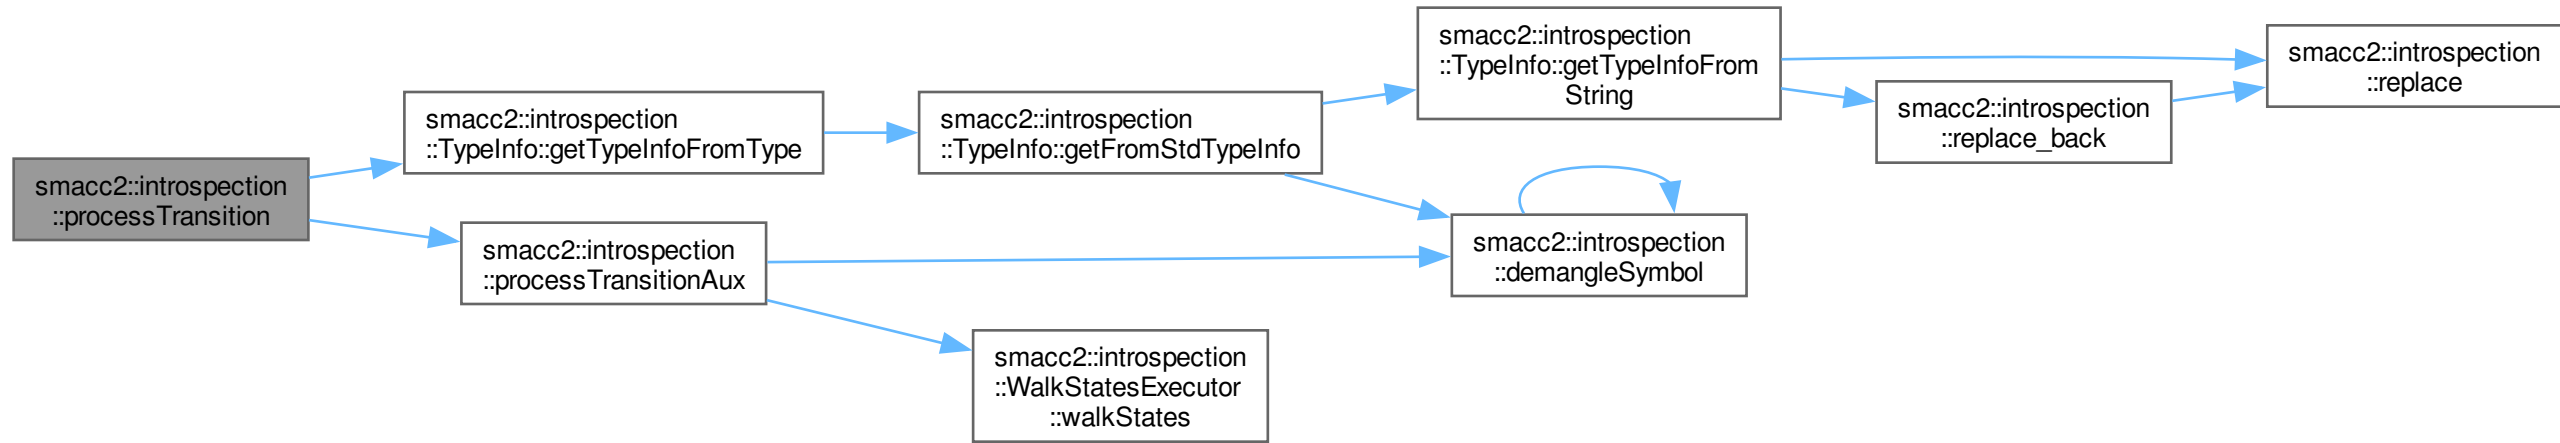 smacc2::introspection
::processTransition
smacc2::introspection
::TypeInfo::getTypeInfoFromType
smacc2::introspection
::processTransitionAux
smacc2::introspection
::TypeInfo::getFromStdTypeInfo
smacc2::introspection
::WalkStatesExecutor
::walkStates
smacc2::introspection
::TypeInfo::getTypeInfoFrom
String
smacc2::introspection
::demangleSymbol
smacc2::introspection
::replace_back
smacc2::introspection
::replace